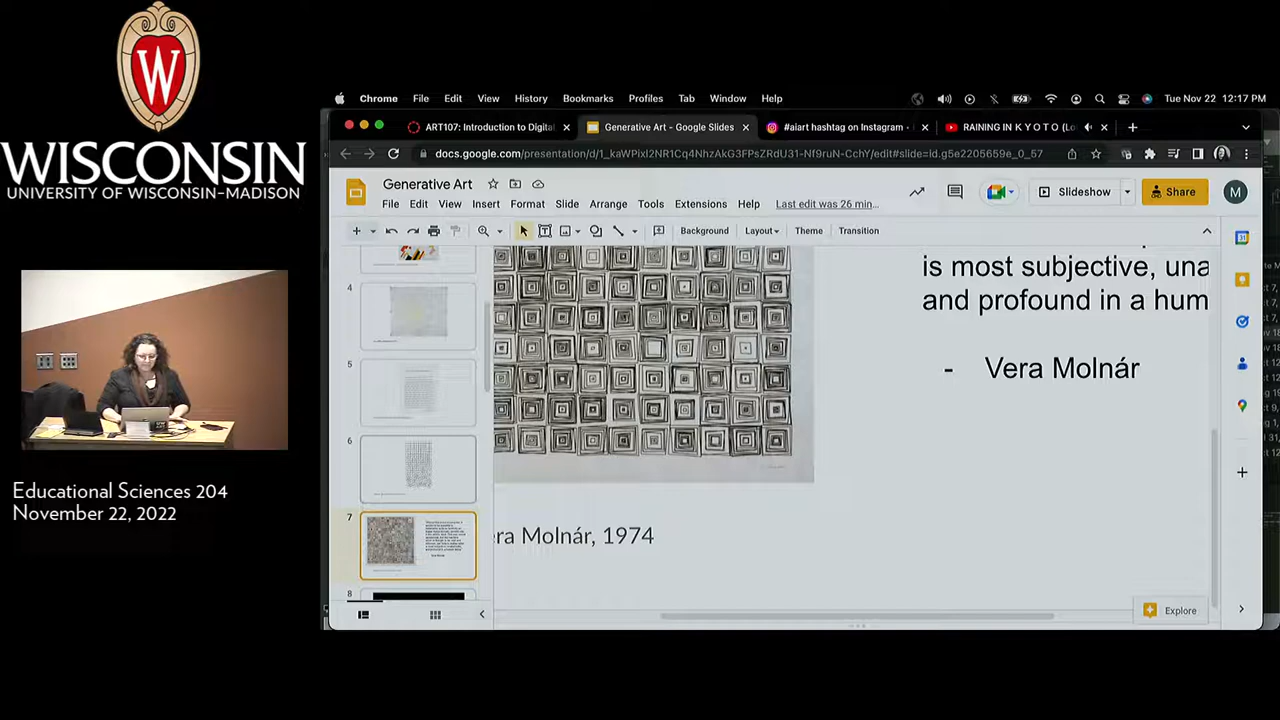 W
WISCONSIN
UNIVERSITY OF WISCONSIN-MADISON
Educational Sciences 204
November 22, 2022
Chrome File Edit View History Bookmarks Profiles Tab Window Help
Tue Nov 22 12:17 PM
ART107: Introduction to Digita
Generative Art - Google Slides
#aiart hashtag on Instagram
RAINING IN K Y O T O (Lo
docs.google.com/presentation/d/1_kaWPixl2NR1Cq4NhzAkG3FPsZRdU31-Nf9ruN-CchY/edit#slide=id.g5e2205659e_0_57
Generative Art
File Edit View Insert Format Slide Arrange Tools Extensions Help Last edit was 26 min...
Slideshow
Share
M
Background Layout Theme Transition
4
5
6
7
8
is most subjective, una
and profound in a hum
- Vera Molnár
era Molnár, 1974
Explore